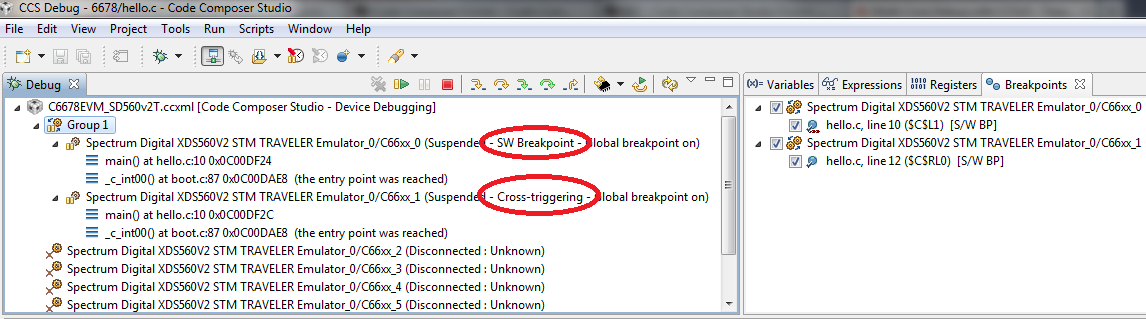 CCS Debug - 6678/hello.c - Code Composer Studio
File Edit View Project Tools Run Scripts Window Help
Debug
(x)= Variables Expressions Registers Breakpoints
C6678EVM_SD560v2T.ccxml [Code Composer Studio - Device Debugging]
Group 1
Spectrum Digital XDS560V2 STM TRAVELER Emulator_0/C66xx_0 (Suspended - SW Breakpoint - Global breakpoint on)
main() at hello.c:10 0x0C00DF24
_c_int00() at boot.c:87 0x0C00DAE8 (the entry point was reached)
Spectrum Digital XDS560V2 STM TRAVELER Emulator_0/C66xx_1 (Suspended - Cross-triggering - Global breakpoint on)
main() at hello.c:10 0x0C00DF2C
_c_int00() at boot.c:87 0x0C00DAE8 (the entry point was reached)
Spectrum Digital XDS560V2 STM TRAVELER Emulator_0/C66xx_2 (Disconnected : Unknown)
Spectrum Digital XDS560V2 STM TRAVELER Emulator_0/C66xx_3 (Disconnected : Unknown)
Spectrum Digital XDS560V2 STM TRAVELER Emulator_0/C66xx_4 (Disconnected : Unknown)
Spectrum Digital XDS560V2 STM TRAVELER Emulator_0/C66xx_5 (Disconnected : Unknown)
Spectrum Digital XDS560V2 STM TRAVELER Emulator_0/C66xx_0
hello.c, line 10 ($C$L1) [S/W BP]
Spectrum Digital XDS560V2 STM TRAVELER Emulator_0/C66xx_1
hello.c, line 12 ($C$RL0) [S/W BP]